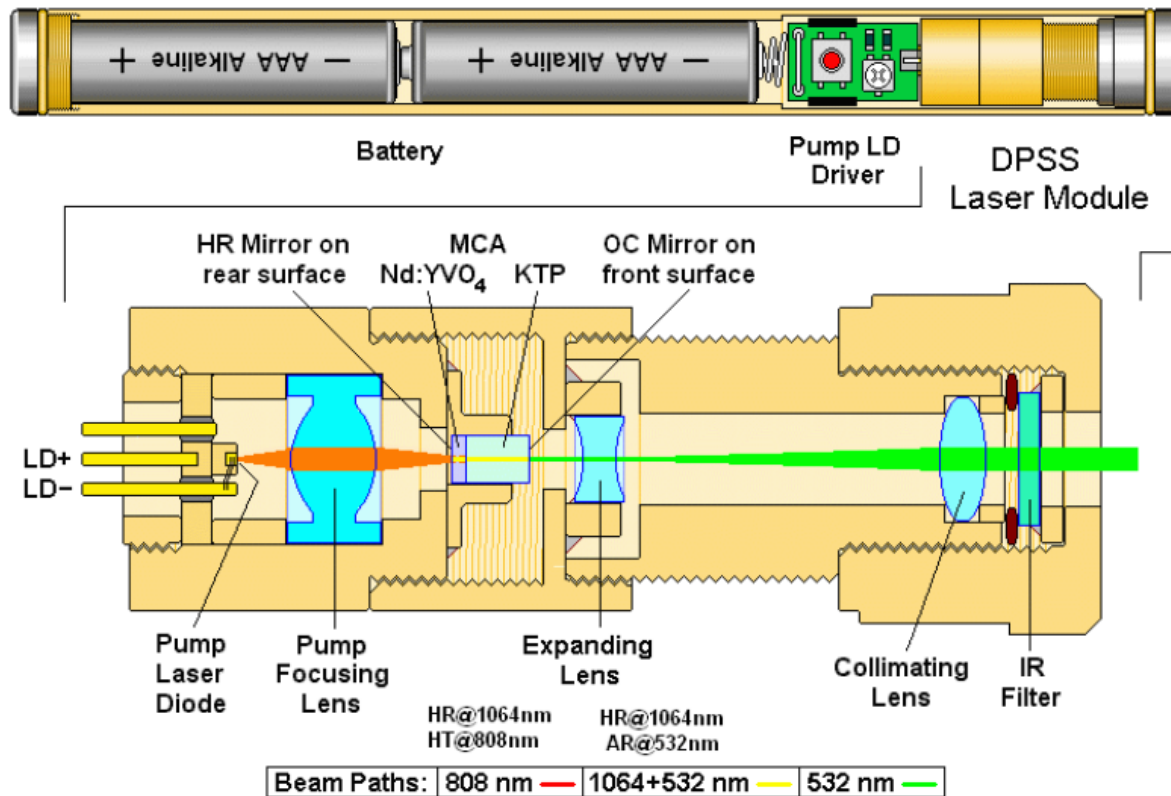 + AAA Alkaline –
+ AAA Alkaline –
Battery
Pump LD
Driver
DPSS
Laser Module
HR Mirror on
rear surface
MCA
Nd:YVO4 KTP
OC Mirror on
front surface
LD+
LD–
Pump
Laser
Diode
Pump
Focusing
Lens
Expanding
Lens
Collimating
Lens
IR
Filter
HR@1064nm
HT@808nm
HR@1064nm
AR@532nm
Beam Paths: 808 nm 1064+532 nm 532 nm